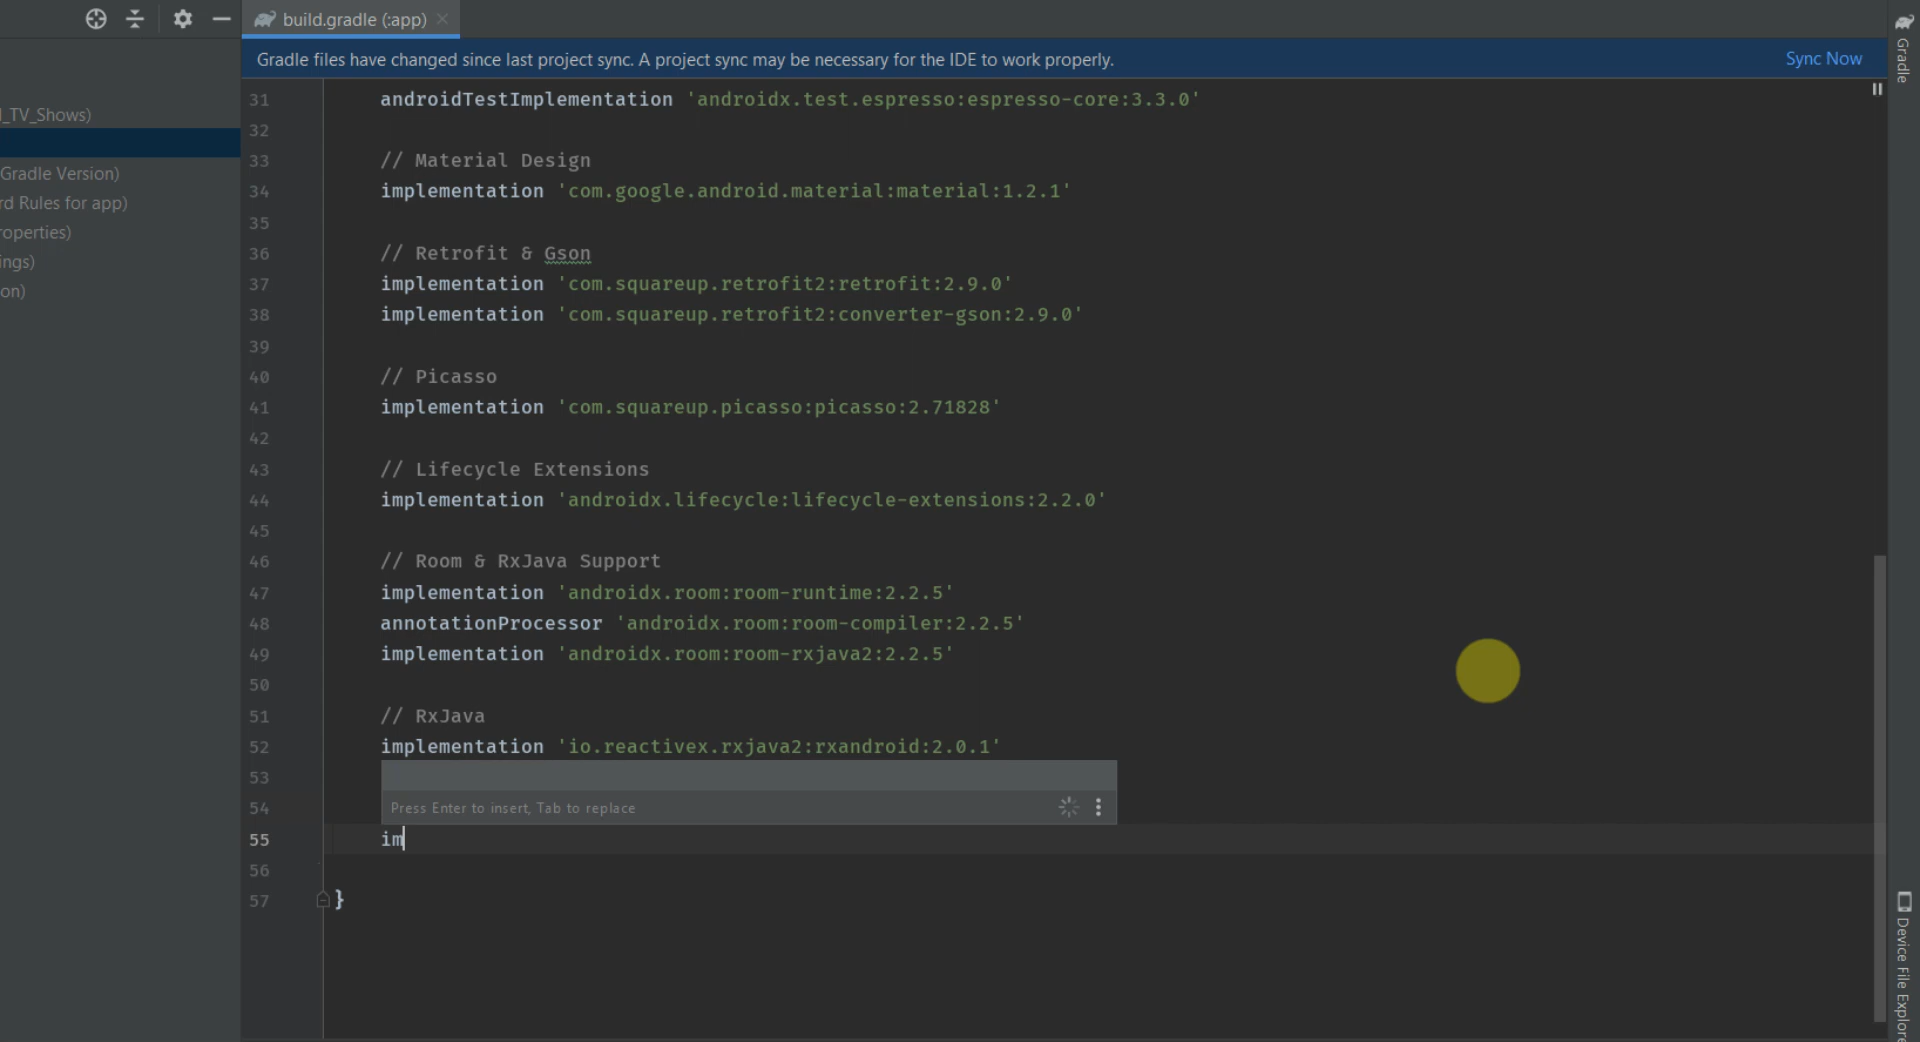 build.gradle (:app)
Gradle files have changed since last project sync. A project sync may be necessary for the IDE to work properly.
Sync Now
Gradle
_TV_Shows)
Gradle Version)
rd Rules for app)
roperties)
ings)
on)
31 androidTestImplementation 'androidx.test.espresso:espresso-core:3.3.0'
32
33 // Material Design
34 implementation 'com.google.android.material:material:1.2.1'
35
36 // Retrofit & Gson
37 implementation 'com.squareup.retrofit2:retrofit:2.9.0'
38 implementation 'com.squareup.retrofit2:converter-gson:2.9.0'
39
40 // Picasso
41 implementation 'com.squareup.picasso:picasso:2.71828'
42
43 // Lifecycle Extensions
44 implementation 'androidx.lifecycle:lifecycle-extensions:2.2.0'
45
46 // Room & RxJava Support
47 implementation 'androidx.room:room-runtime:2.2.5'
48 annotationProcessor 'androidx.room:room-compiler:2.2.5'
49 implementation 'androidx.room:room-rxjava2:2.2.5'
50
51 // RxJava
52 implementation 'io.reactivex.rxjava2:rxandroid:2.0.1'
53
54 Press Enter to insert, Tab to replace
55 im
56
57 }
Device File Explore